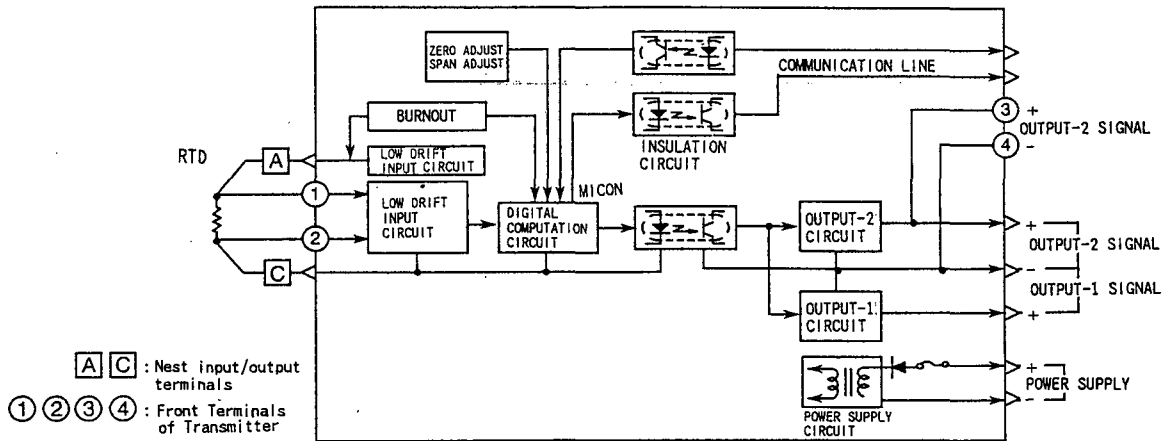 ZERO ADJUST
SPAN ADJUST
COMMUNICATION LINE
3 +
OUTPUT-2 SIGNAL
4 -
BURNOUT
INSULATION
CIRCUIT
RTD
A
LOW DRIFT
INPUT CIRCUIT
MICON
1
LOW DRIFT
INPUT
CIRCUIT
DIGITAL
COMPUTATION
CIRCUIT
2
OUTPUT-2
CIRCUIT
+
OUTPUT-2 SIGNAL
C
-
OUTPUT-1 SIGNAL
OUTPUT-1
CIRCUIT
+
A C : Nest input/output
terminals
+
POWER SUPPLY
-
1 2 3 4 : Front Terminals
of Transmitter
POWER SUPPLY
CIRCUIT